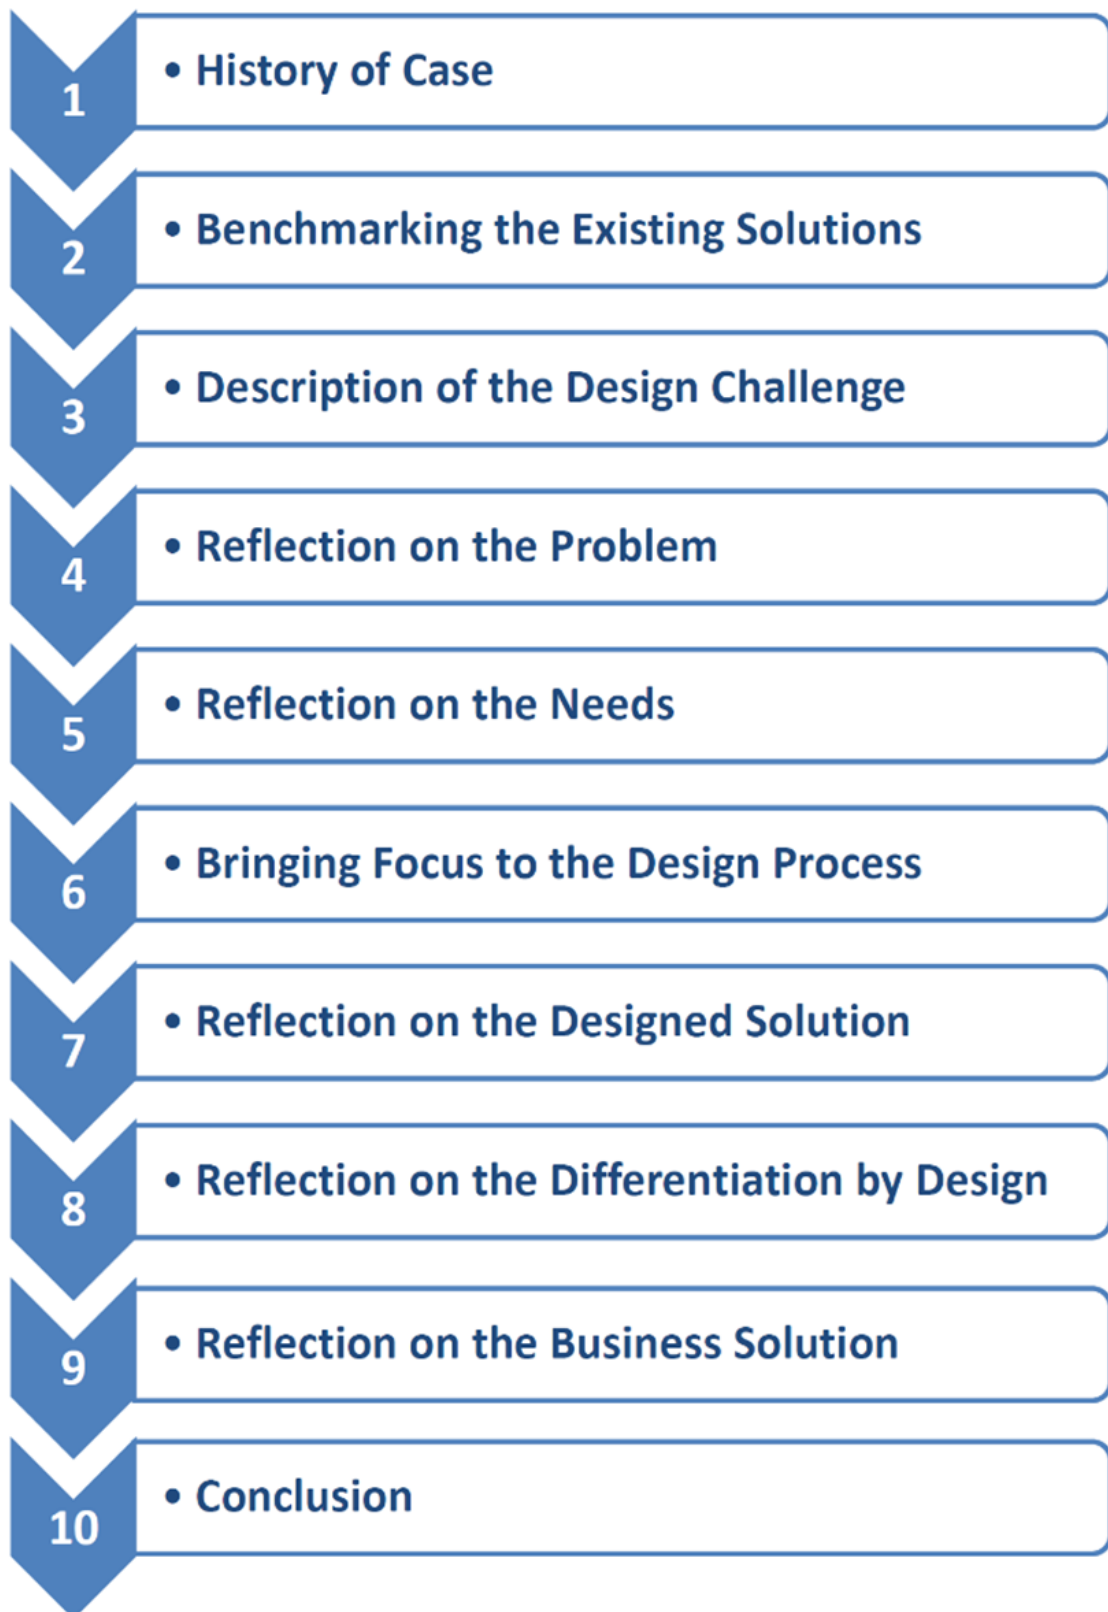 1
• History of Case
2
• Benchmarking the Existing Solutions
3
• Description of the Design Challenge
4
• Reflection on the Problem
5
• Reflection on the Needs
6
• Bringing Focus to the Design Process
7
• Reflection on the Designed Solution
8
• Reflection on the Differentiation by Design
9
• Reflection on the Business Solution
10
• Conclusion